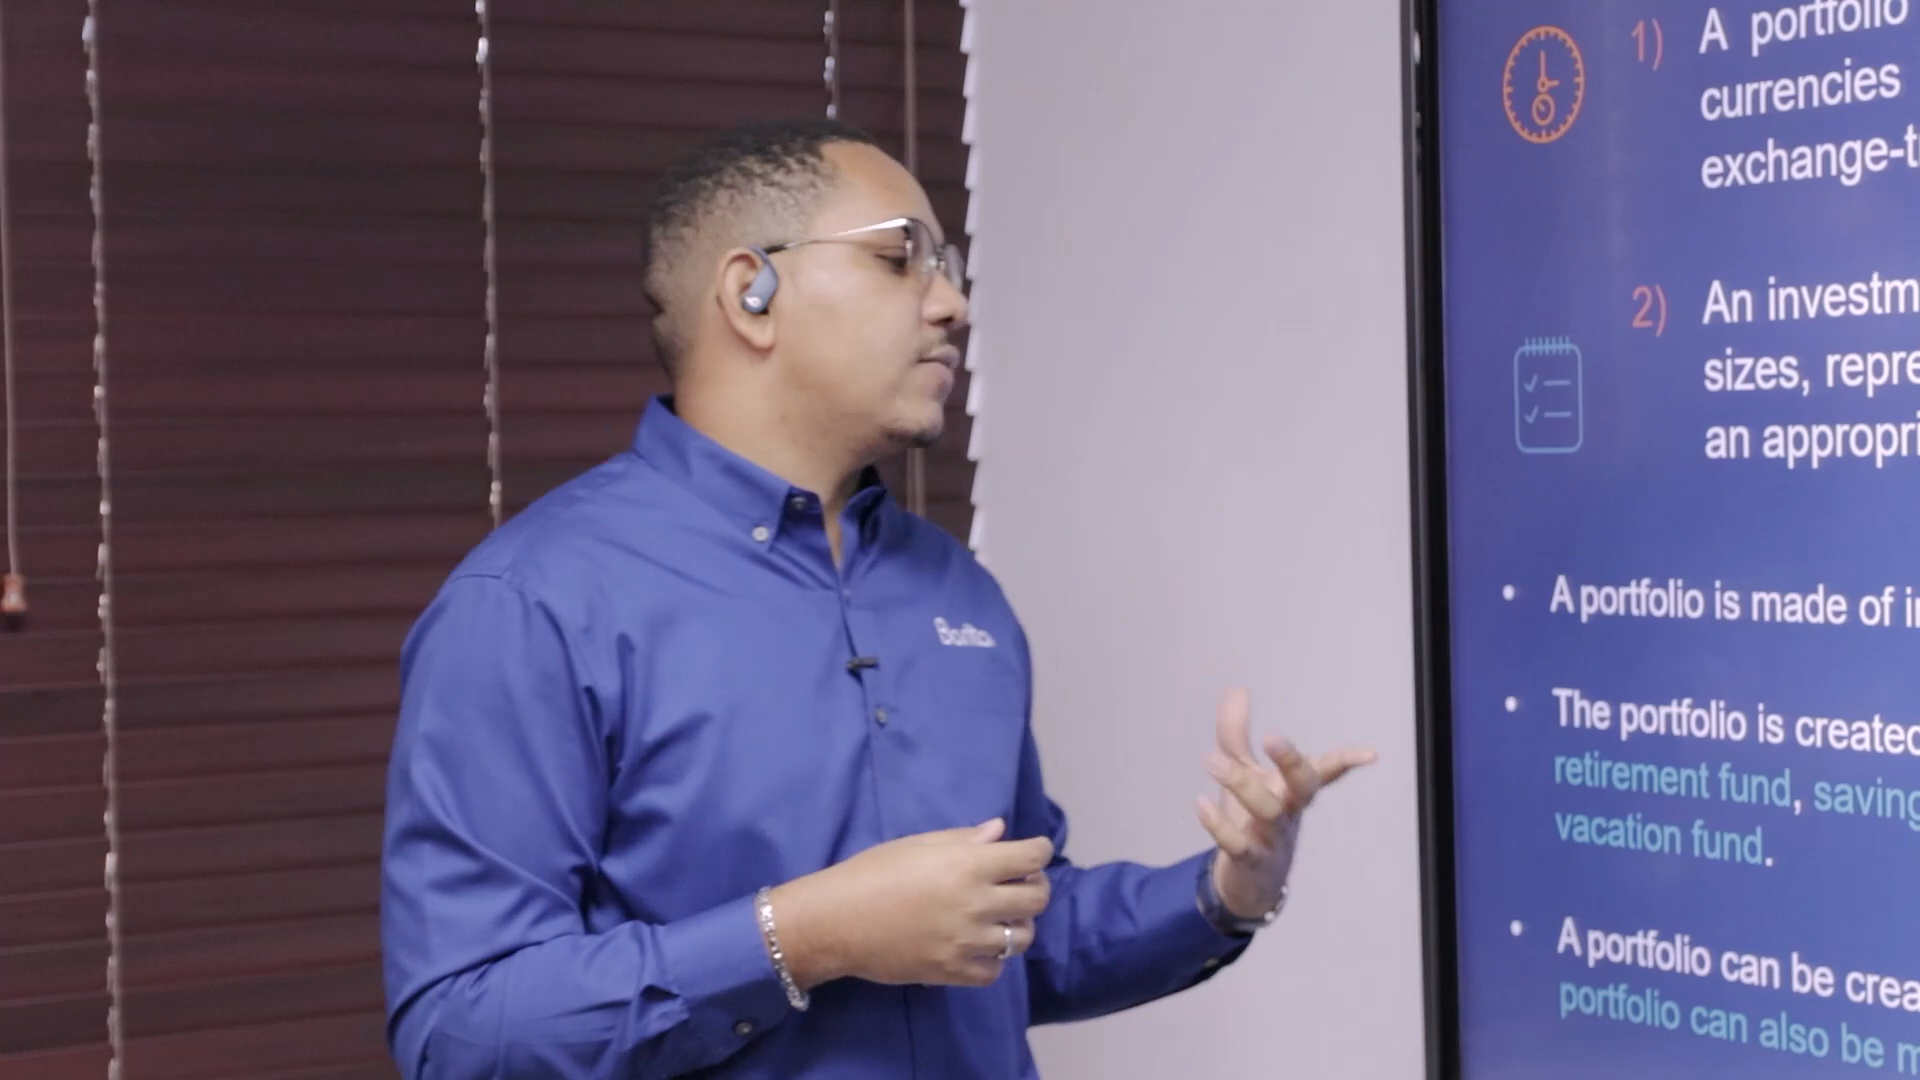 1) A portfolio
currencies
exchange-t
2) An investm
sizes, repre
an appropri
• A portfolio is made of i
• The portfolio is created
retirement fund, saving
vacation fund.
• A portfolio can be crea
portfolio can also be m